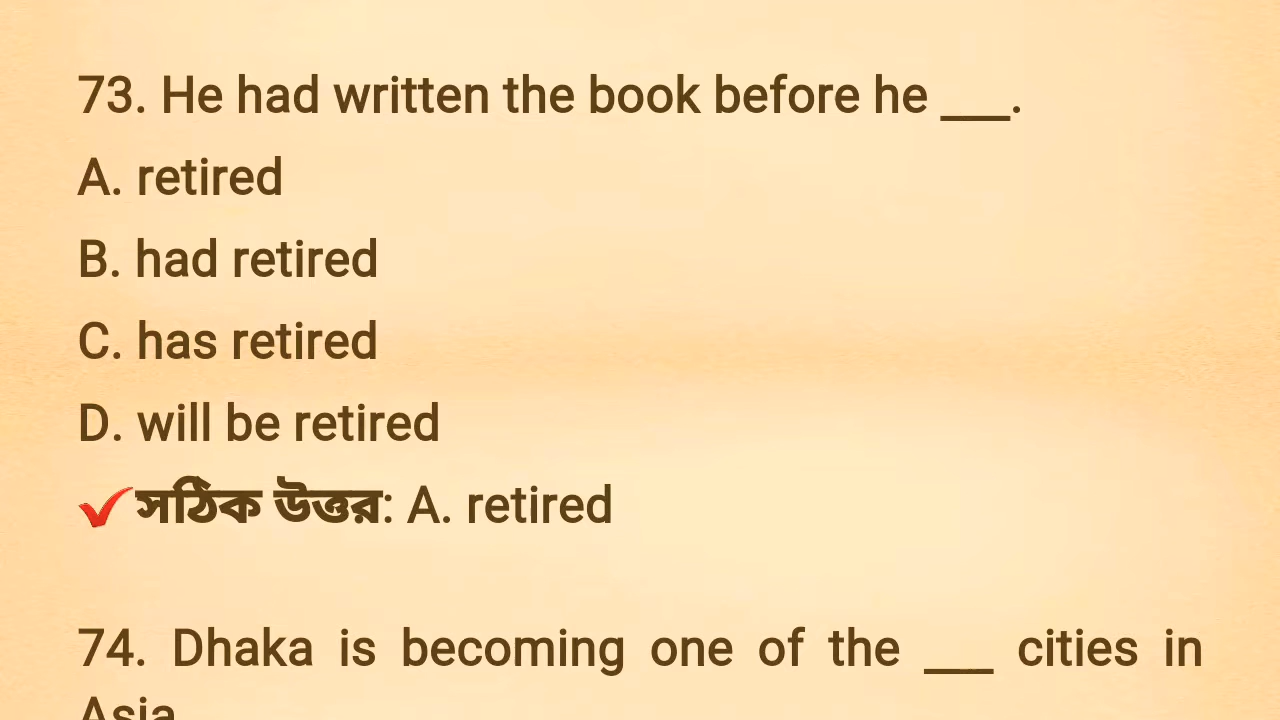 73. He had written the book before he ___.
A. retired
B. had retired
C. has retired
D. will be retired
✔সঠিক উত্তর: A. retired
74. Dhaka is becoming one of the ___ cities in
Asia